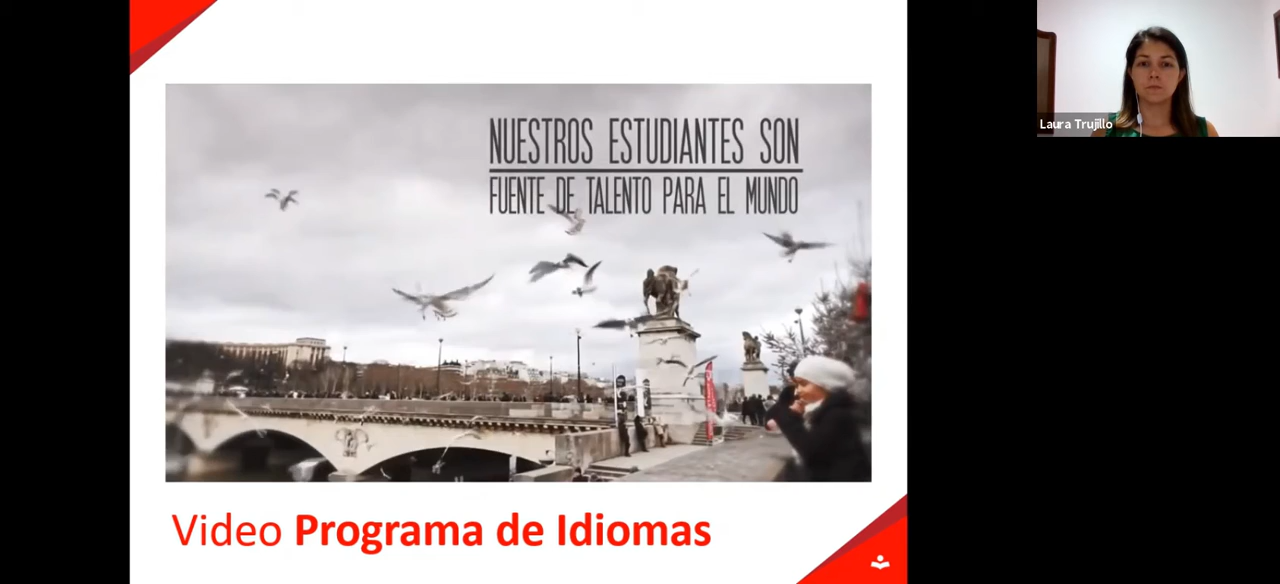 NUESTROS ESTUDIANTES SON
FUENTE DE TALENTO PARA EL MUNDO
Laura Trujillo
Video Programa de Idiomas